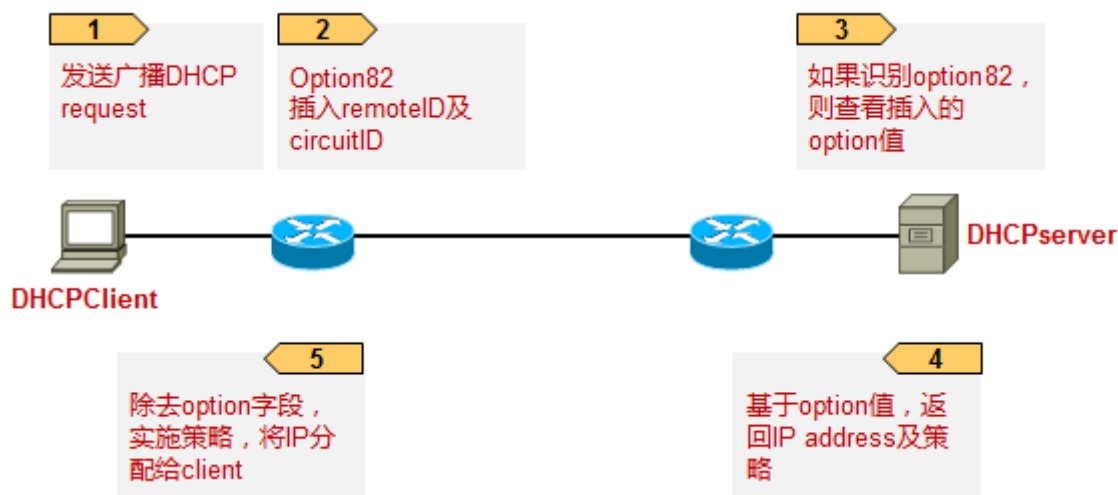 1
发送广播DHCP
request
2
Option82
插入remoteID及
circuitID
3
如果识别option82，
则查看插入的
option值
DHCPClient
DHCPserver
5
除去option字段，
实施策略，将IP分
配给client
4
基于option值，返
回IP address及策
略